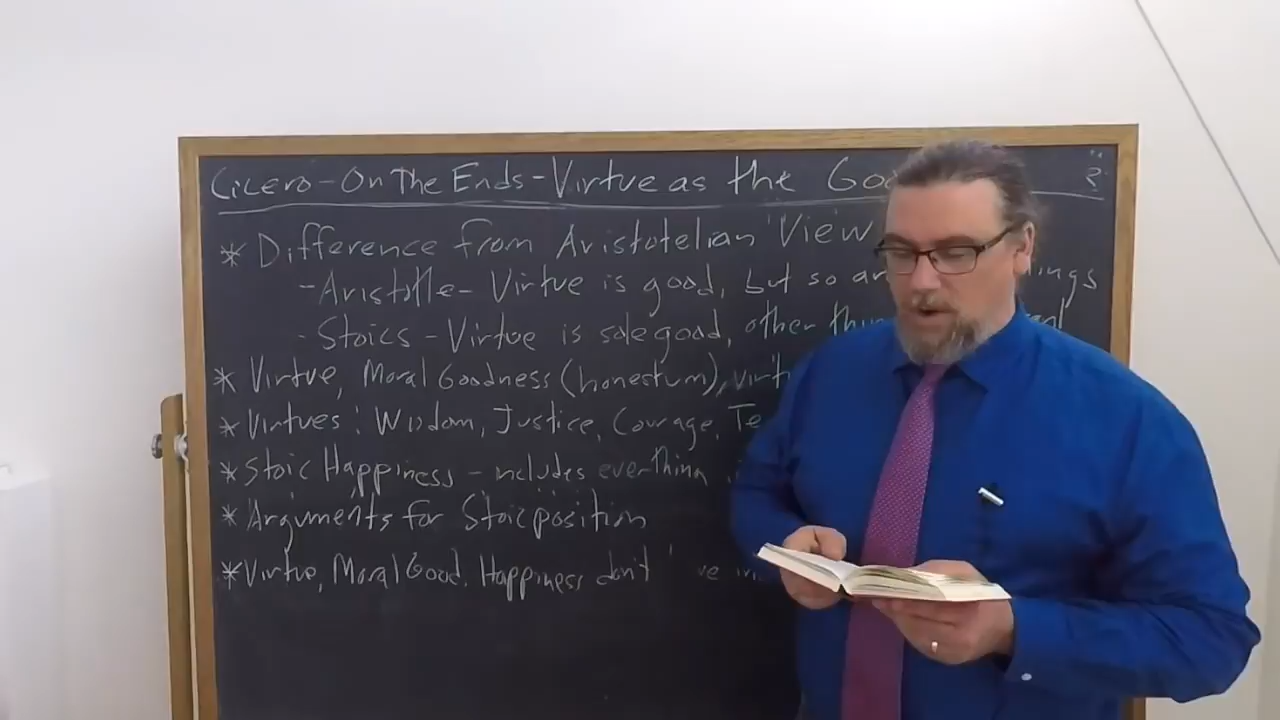 Cicero - On The Ends - Virtue as the
* Difference from Aristotelian View
- Aristotle - Virtue is good, but so
- Stoics - Virtue is sole good, other
* Virtue, Moral Goodness (honestum),
* Virtues: Wisdom, Justice, Courage,
* Stoic Happiness - includes everthing
* Arguments for Stoic position
* Virtue, Moral Good, Happiness don't